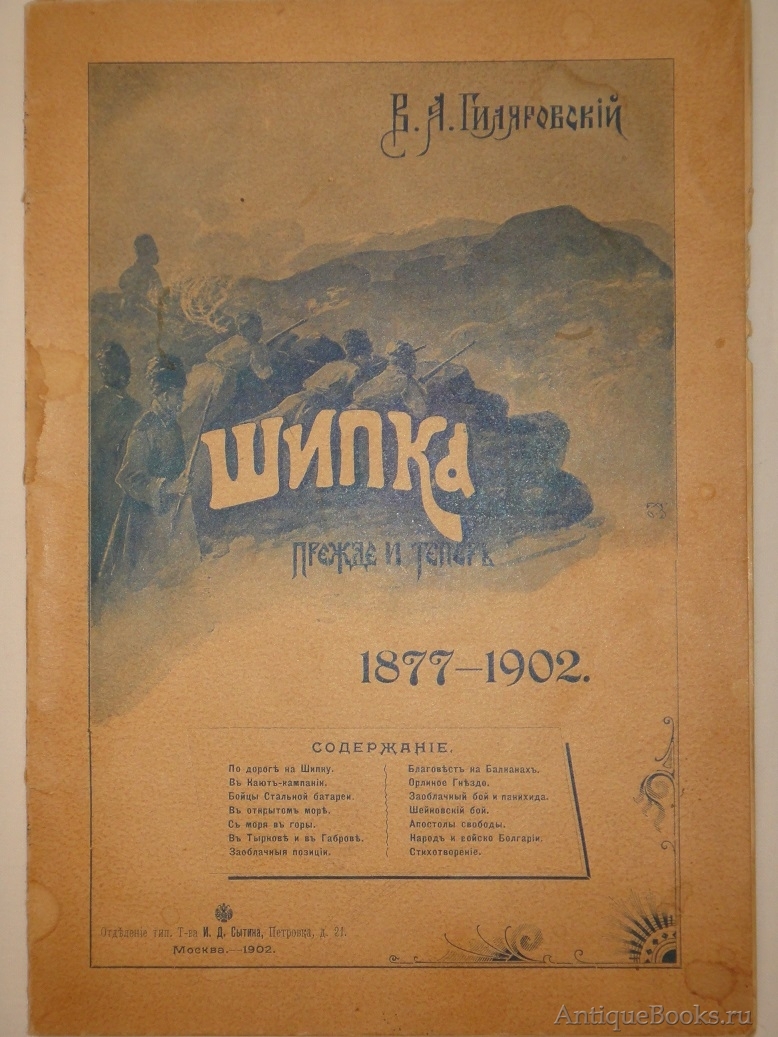 В. А. Гиляровскій
Шипка
прежде и теперь
1877—1902.
СОДЕРЖАНІЕ.
По дорогѣ на Шипку.
Въ Каютъ-кампаніи.
Бойцы Стальной батареи.
Въ открытомъ морѣ.
Съ моря въ горы.
Въ Тырновѣ и въ Габровѣ.
Заоблачныя позиціи.
Благовѣстъ на Балканахъ.
Орлиное Гнѣздо.
Заоблачный бой и панихида.
Шейновскій бой.
Апостолы свободы.
Народъ и войско Болгаріи.
Стихотвореніе.
Отдѣленіе тип. Т-ва И. Д. Сытина, Петровка, д. 21.
Москва.—1902.
AntiqueBooks.ru